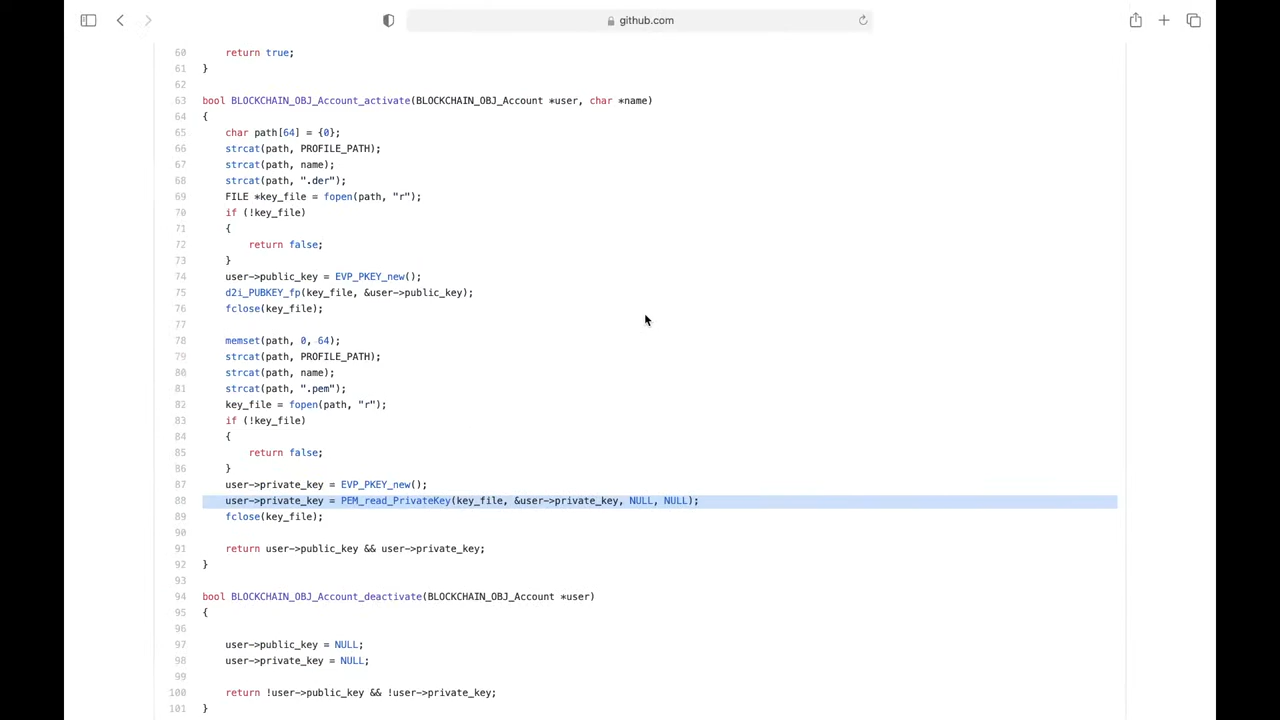 github.com
60 return true;
61 }
62
63 bool BLOCKCHAIN_OBJ_Account_activate(BLOCKCHAIN_OBJ_Account *user, char *name)
64 {
65 char path[64] = {0};
66 strcat(path, PROFILE_PATH);
67 strcat(path, name);
68 strcat(path, ".der");
69 FILE *key_file = fopen(path, "r");
70 if (!key_file)
71 {
72 return false;
73 }
74 user->public_key = EVP_PKEY_new();
75 d2i_PUBKEY_fp(key_file, &user->public_key);
76 fclose(key_file);
77
78 memset(path, 0, 64);
79 strcat(path, PROFILE_PATH);
80 strcat(path, name);
81 strcat(path, ".pem");
82 key_file = fopen(path, "r");
83 if (!key_file)
84 {
85 return false;
86 }
87 user->private_key = EVP_PKEY_new();
88 user->private_key = PEM_read_PrivateKey(key_file, &user->private_key, NULL, NULL);
89 fclose(key_file);
90
91 return user->public_key && user->private_key;
92 }
93
94 bool BLOCKCHAIN_OBJ_Account_deactivate(BLOCKCHAIN_OBJ_Account *user)
95 {
96
97 user->public_key = NULL;
98 user->private_key = NULL;
99
100 return !user->public_key && !user->private_key;
101 }